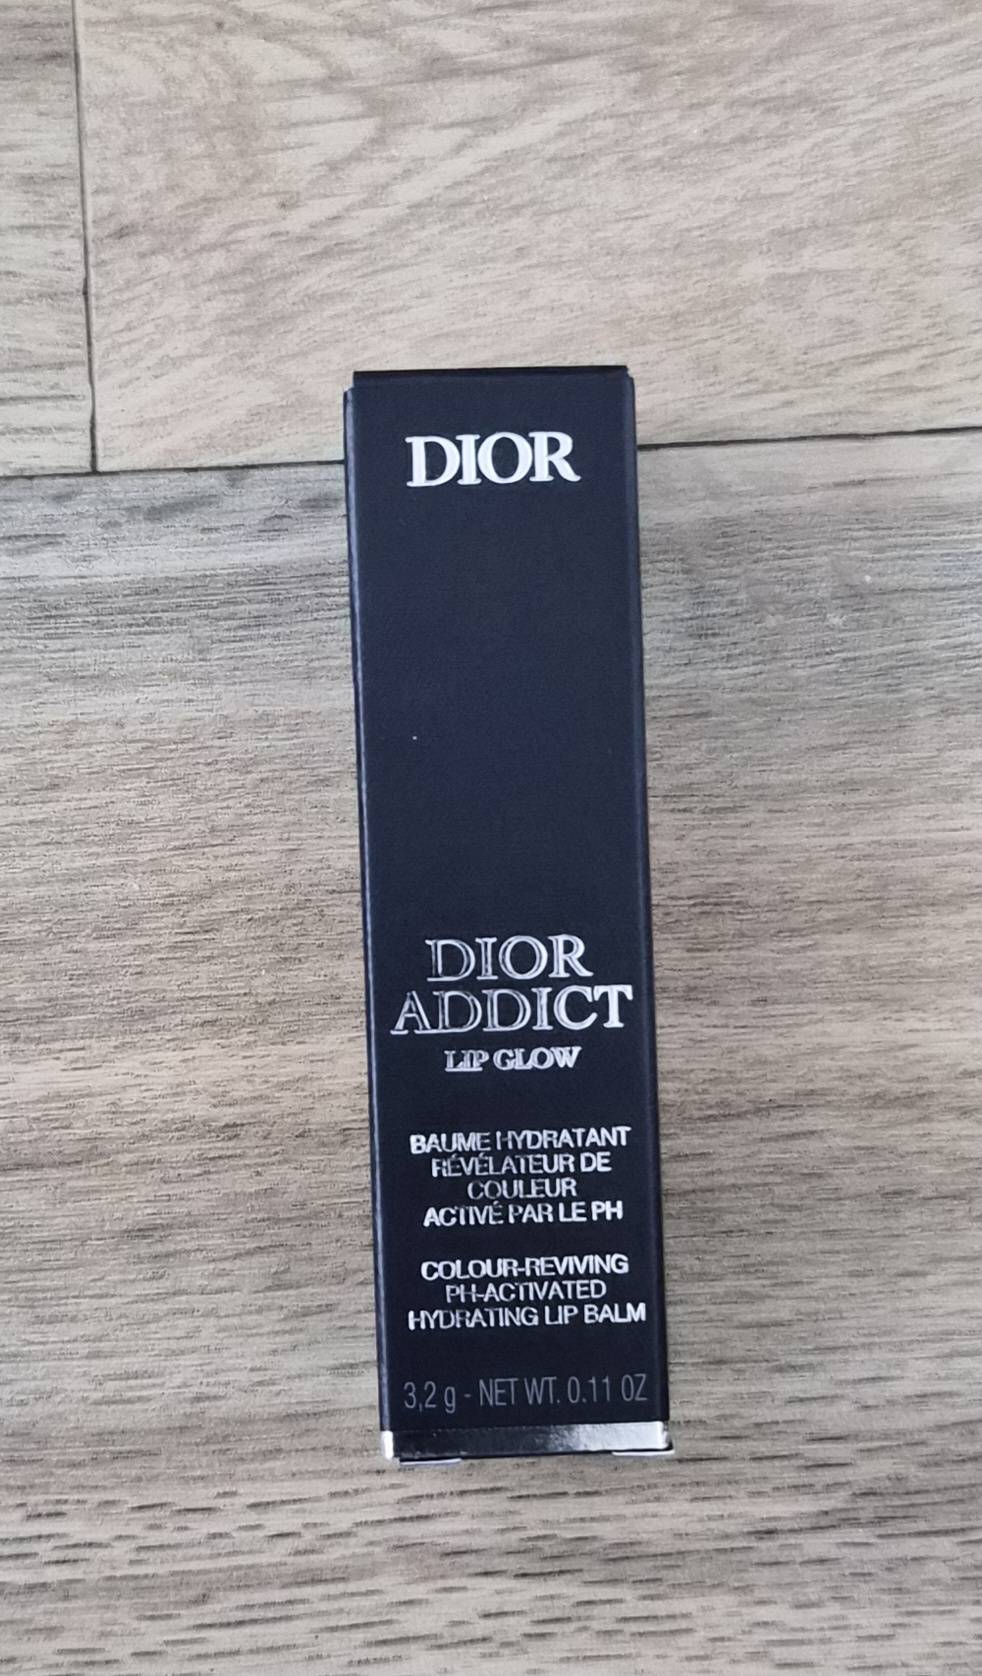 DIOR
DIOR
ADDICT
LIP GLOW
BAUME HYDRATANT
RÉVÉLATEUR DE
COULEUR
ACTIVÉ PAR LE PH
COLOUR-REVIVING
PH-ACTIVATED
HYDRATING LIP BALM
3,2 g - NET WT. 0.11 OZ